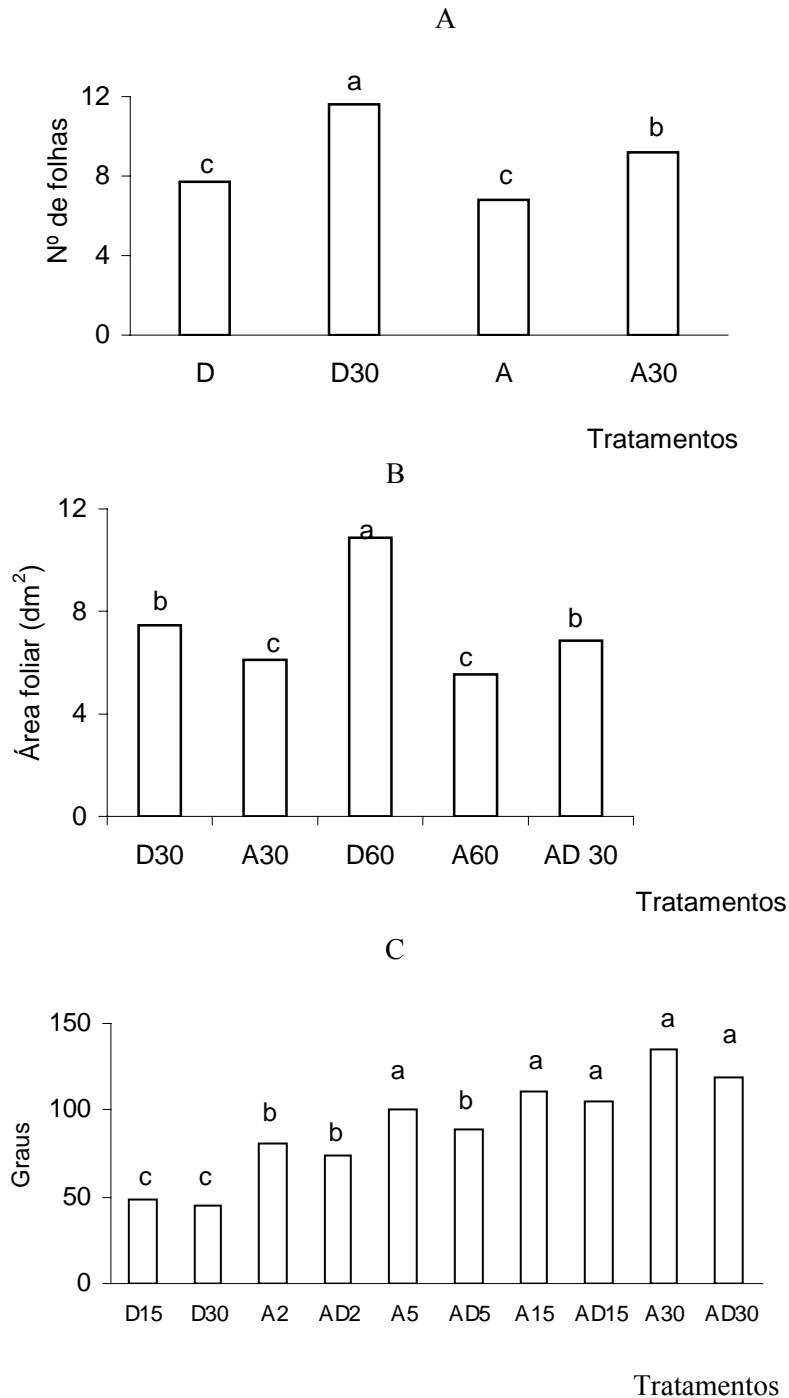 A
Nº de folhas
12
8
4
0
c
a
c
b
D D30 A A30
Tratamentos
B
Área foliar (dm²)
12
8
4
0
b
c
a
c
b
D30 A30 D60 A60 AD 30
Tratamentos
C
Graus
150
100
50
0
c
c
b
b
a
b
a
a
a
a
D15 D30 A2 AD2 A5 AD5 A15 AD15 A30 AD30
Tratamentos